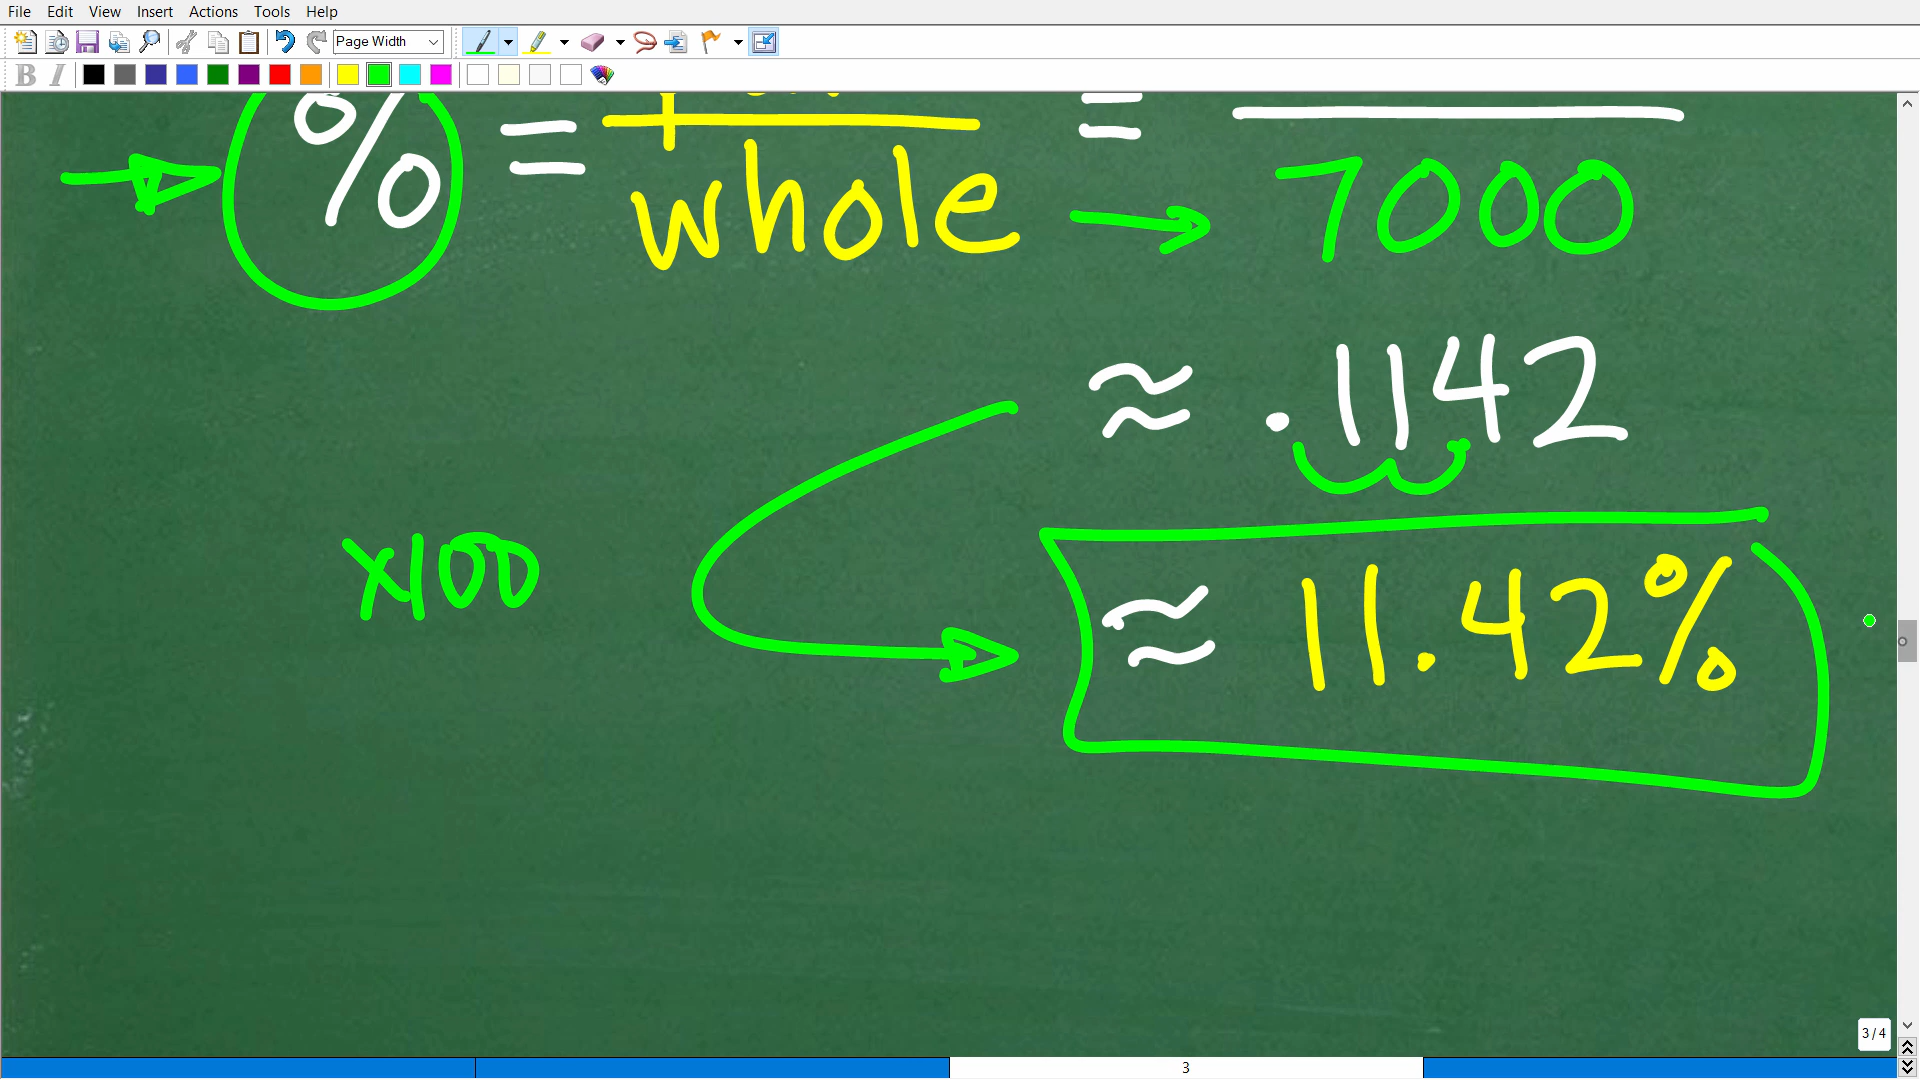 File Edit View Insert Actions Tools Help
Page Width
B I
% = whole = 7000
≈ .1142
x100
≈ 11.42%
3 / 4
3